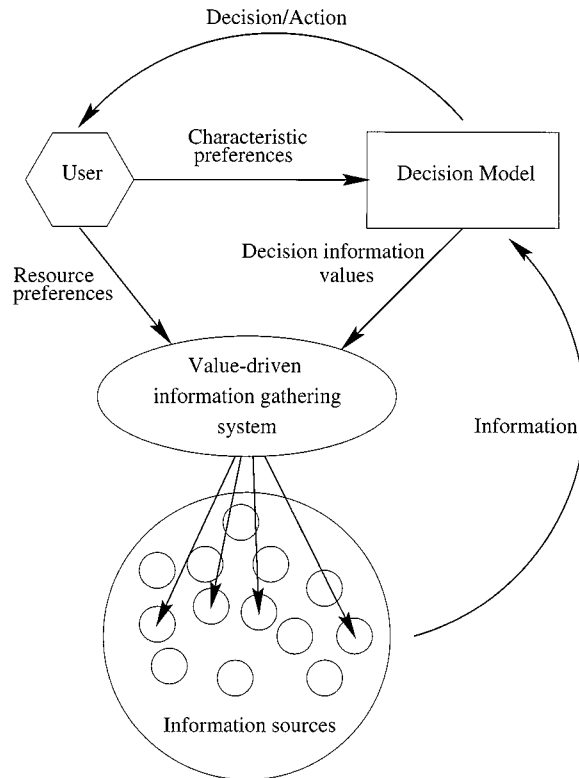 Decision/Action
Characteristic
preferences
User
Decision Model
Decision information
values
Resource
preferences
Value-driven
information gathering
system
Information
Information sources